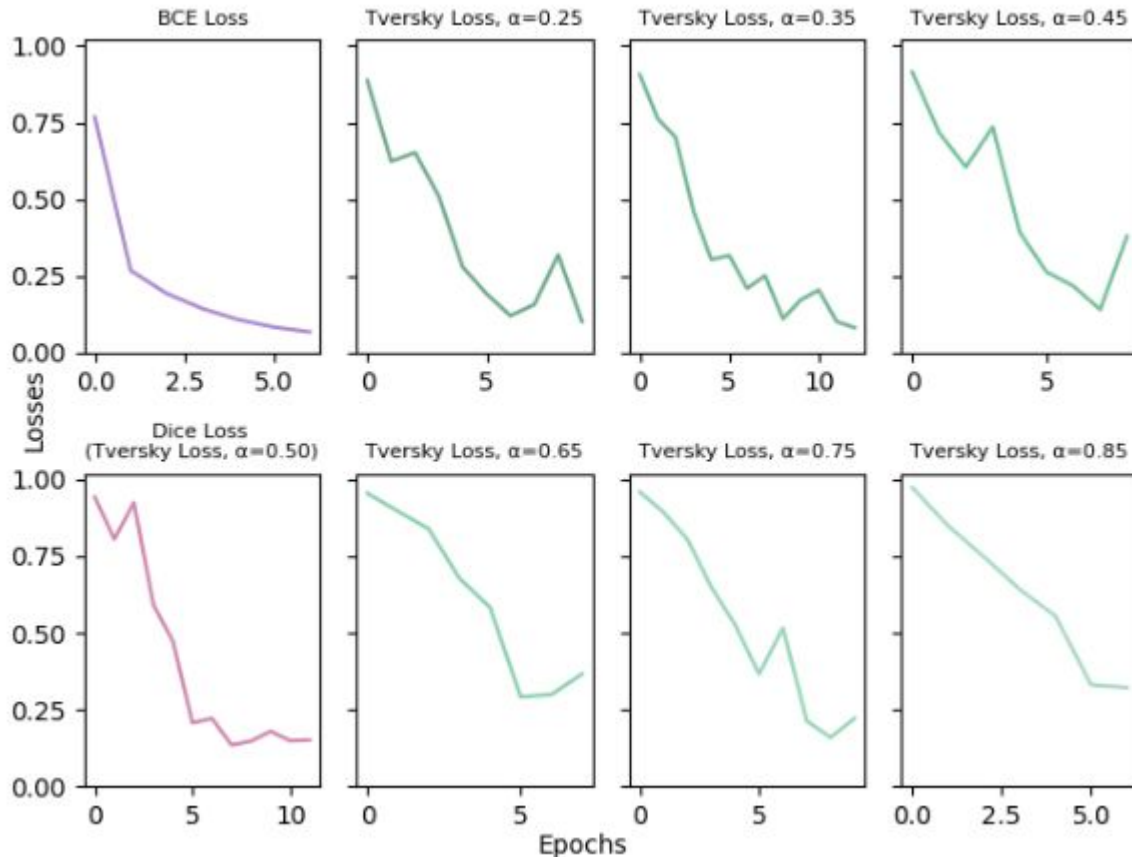 BCE Loss
Tversky Loss, α=0.25
Tversky Loss, α=0.35
Tversky Loss, α=0.45
1.00
0.75
0.50
0.25
0.00
0.0 2.5 5.0
0 5
0 5 10
0 5
Losses
Dice Loss
(Tversky Loss, α=0.50)
Tversky Loss, α=0.65
Tversky Loss, α=0.75
Tversky Loss, α=0.85
1.00
0.75
0.50
0.25
0.00
0 5 10
0 5
0 5
0.0 2.5 5.0
Epochs